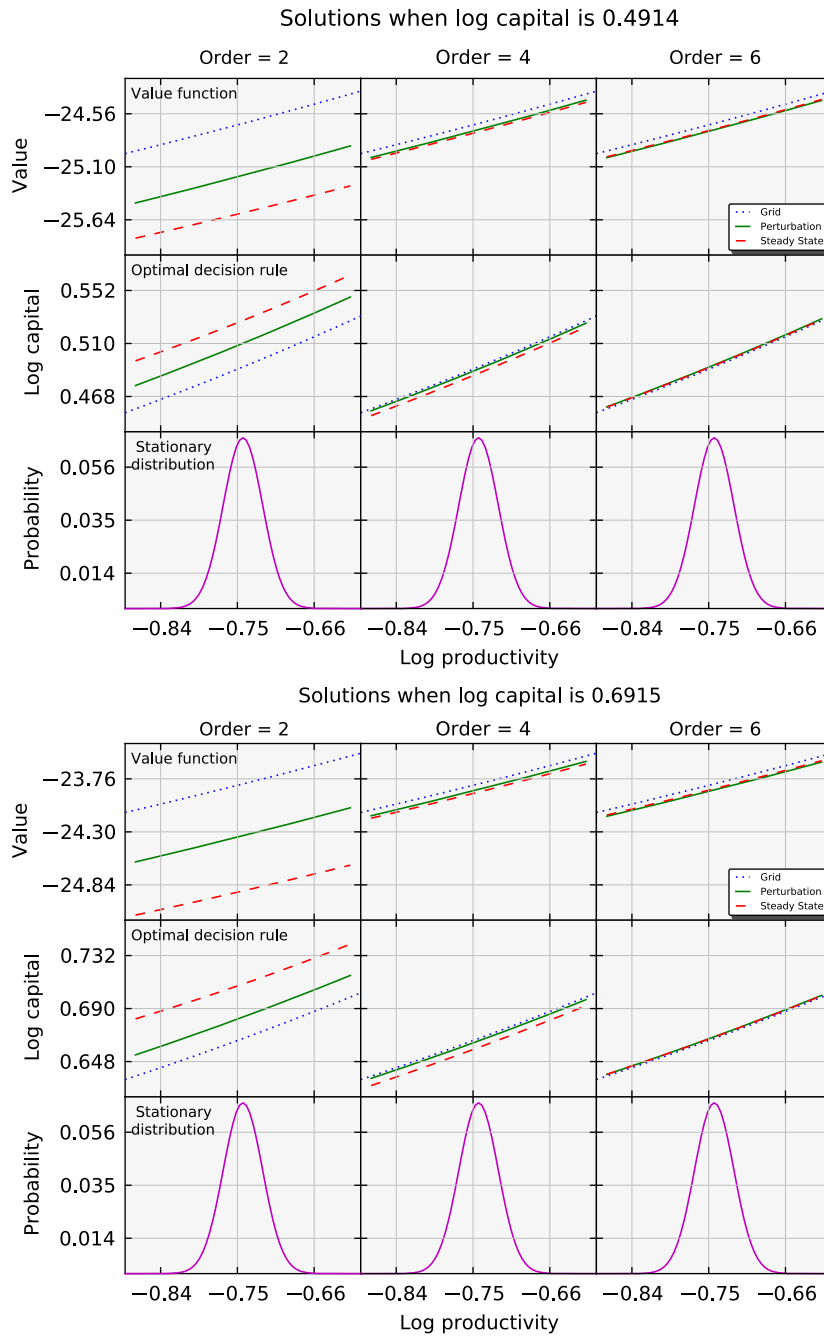 Solutions when log capital is 0.4914
Order = 2
Order = 4
Order = 6
Value function
Value
−24.56
−25.10
−25.64
Grid
Perturbation
Steady State
Optimal decision rule
Log capital
0.552
0.510
0.468
Stationary
distribution
Probability
0.056
0.035
0.014
−0.84 −0.75 −0.66
−0.84 −0.75 −0.66
−0.84 −0.75 −0.66
Log productivity
Solutions when log capital is 0.6915
Order = 2
Order = 4
Order = 6
Value function
Value
−23.76
−24.30
−24.84
Grid
Perturbation
Steady State
Optimal decision rule
Log capital
0.732
0.690
0.648
Stationary
distribution
Probability
0.056
0.035
0.014
−0.84 −0.75 −0.66
−0.84 −0.75 −0.66
−0.84 −0.75 −0.66
Log productivity